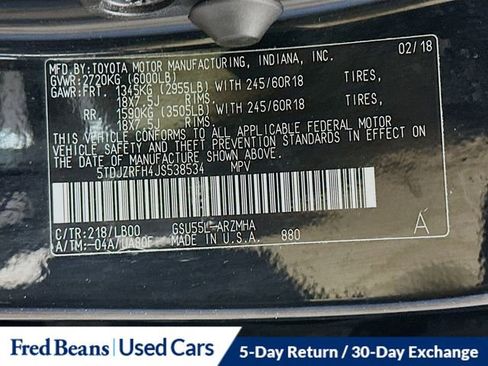 MFD. BY: TOYOTA MOTOR MANUFACTURING, INDIANA, INC.
02/18
GVWR: 2720KG (6000LB)
GAWR: FRT. 1345KG (2955LB) WITH 245/60R18 TIRES,
18X7.5J RIMS.
RR. 1590KG (3505LB) WITH 245/60R18 TIRES,
18X7.5J RIMS.
THIS VEHICLE CONFORMS TO ALL APPLICABLE FEDERAL MOTOR
VEHICLE SAFETY AND THEFT PREVENTION STANDARDS IN EFFECT
ON THE DATE OF MANUFACTURE SHOWN ABOVE.
5TDJZRFH4JS538534 MPV
C/TR:218/LB00 GSU55L-ARZMHA
A/TM:-04A/UA80F MADE IN U.S.A. 880
A
Fred Beans Used Cars
5-Day Return / 30-Day Exchange